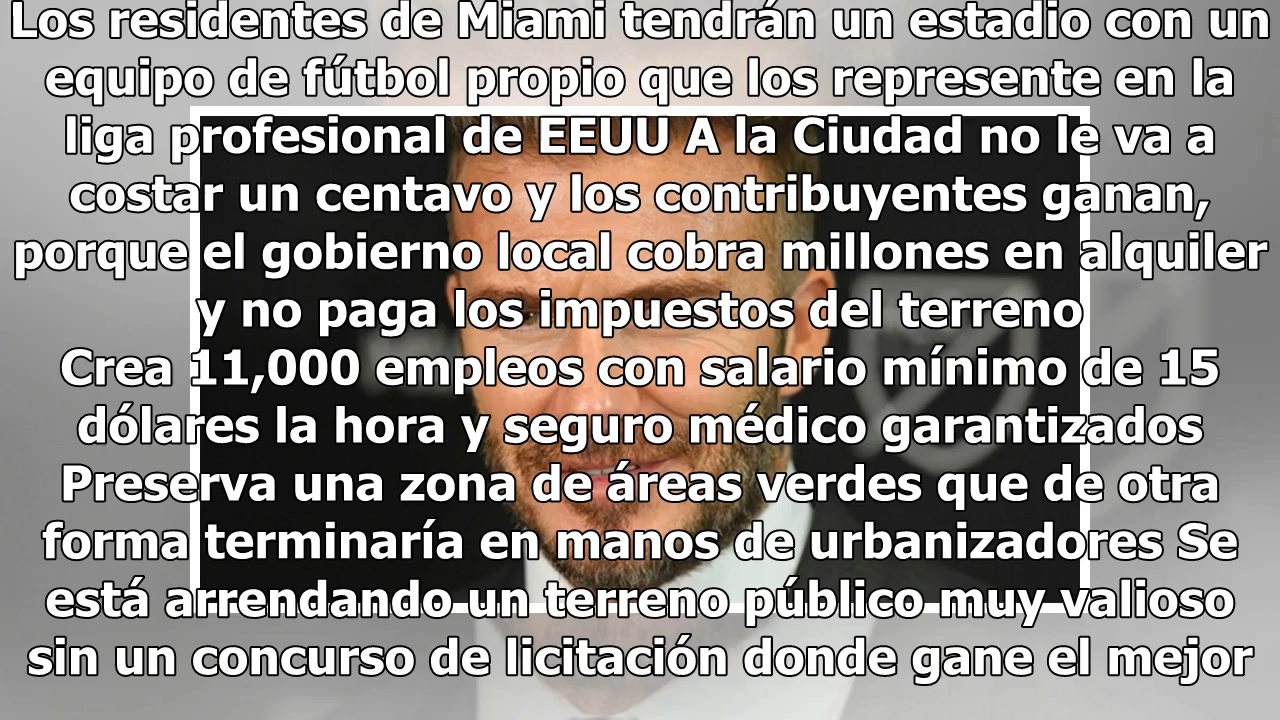 Los residentes de Miami tendrán un estadio con un
equipo de fútbol propio que los represente en la
liga profesional de EEUU A la Ciudad no le va a
costar un centavo y los contribuyentes ganan,
porque el gobierno local cobra millones en alquiler
y no paga los impuestos del terreno
Crea 11,000 empleos con salario mínimo de 15
dólares la hora y seguro médico garantizados
Preserva una zona de áreas verdes que de otra
forma terminaría en manos de urbanizadores Se
está arrendando un terreno público muy valioso
sin un concurso de licitación donde gane el mejor